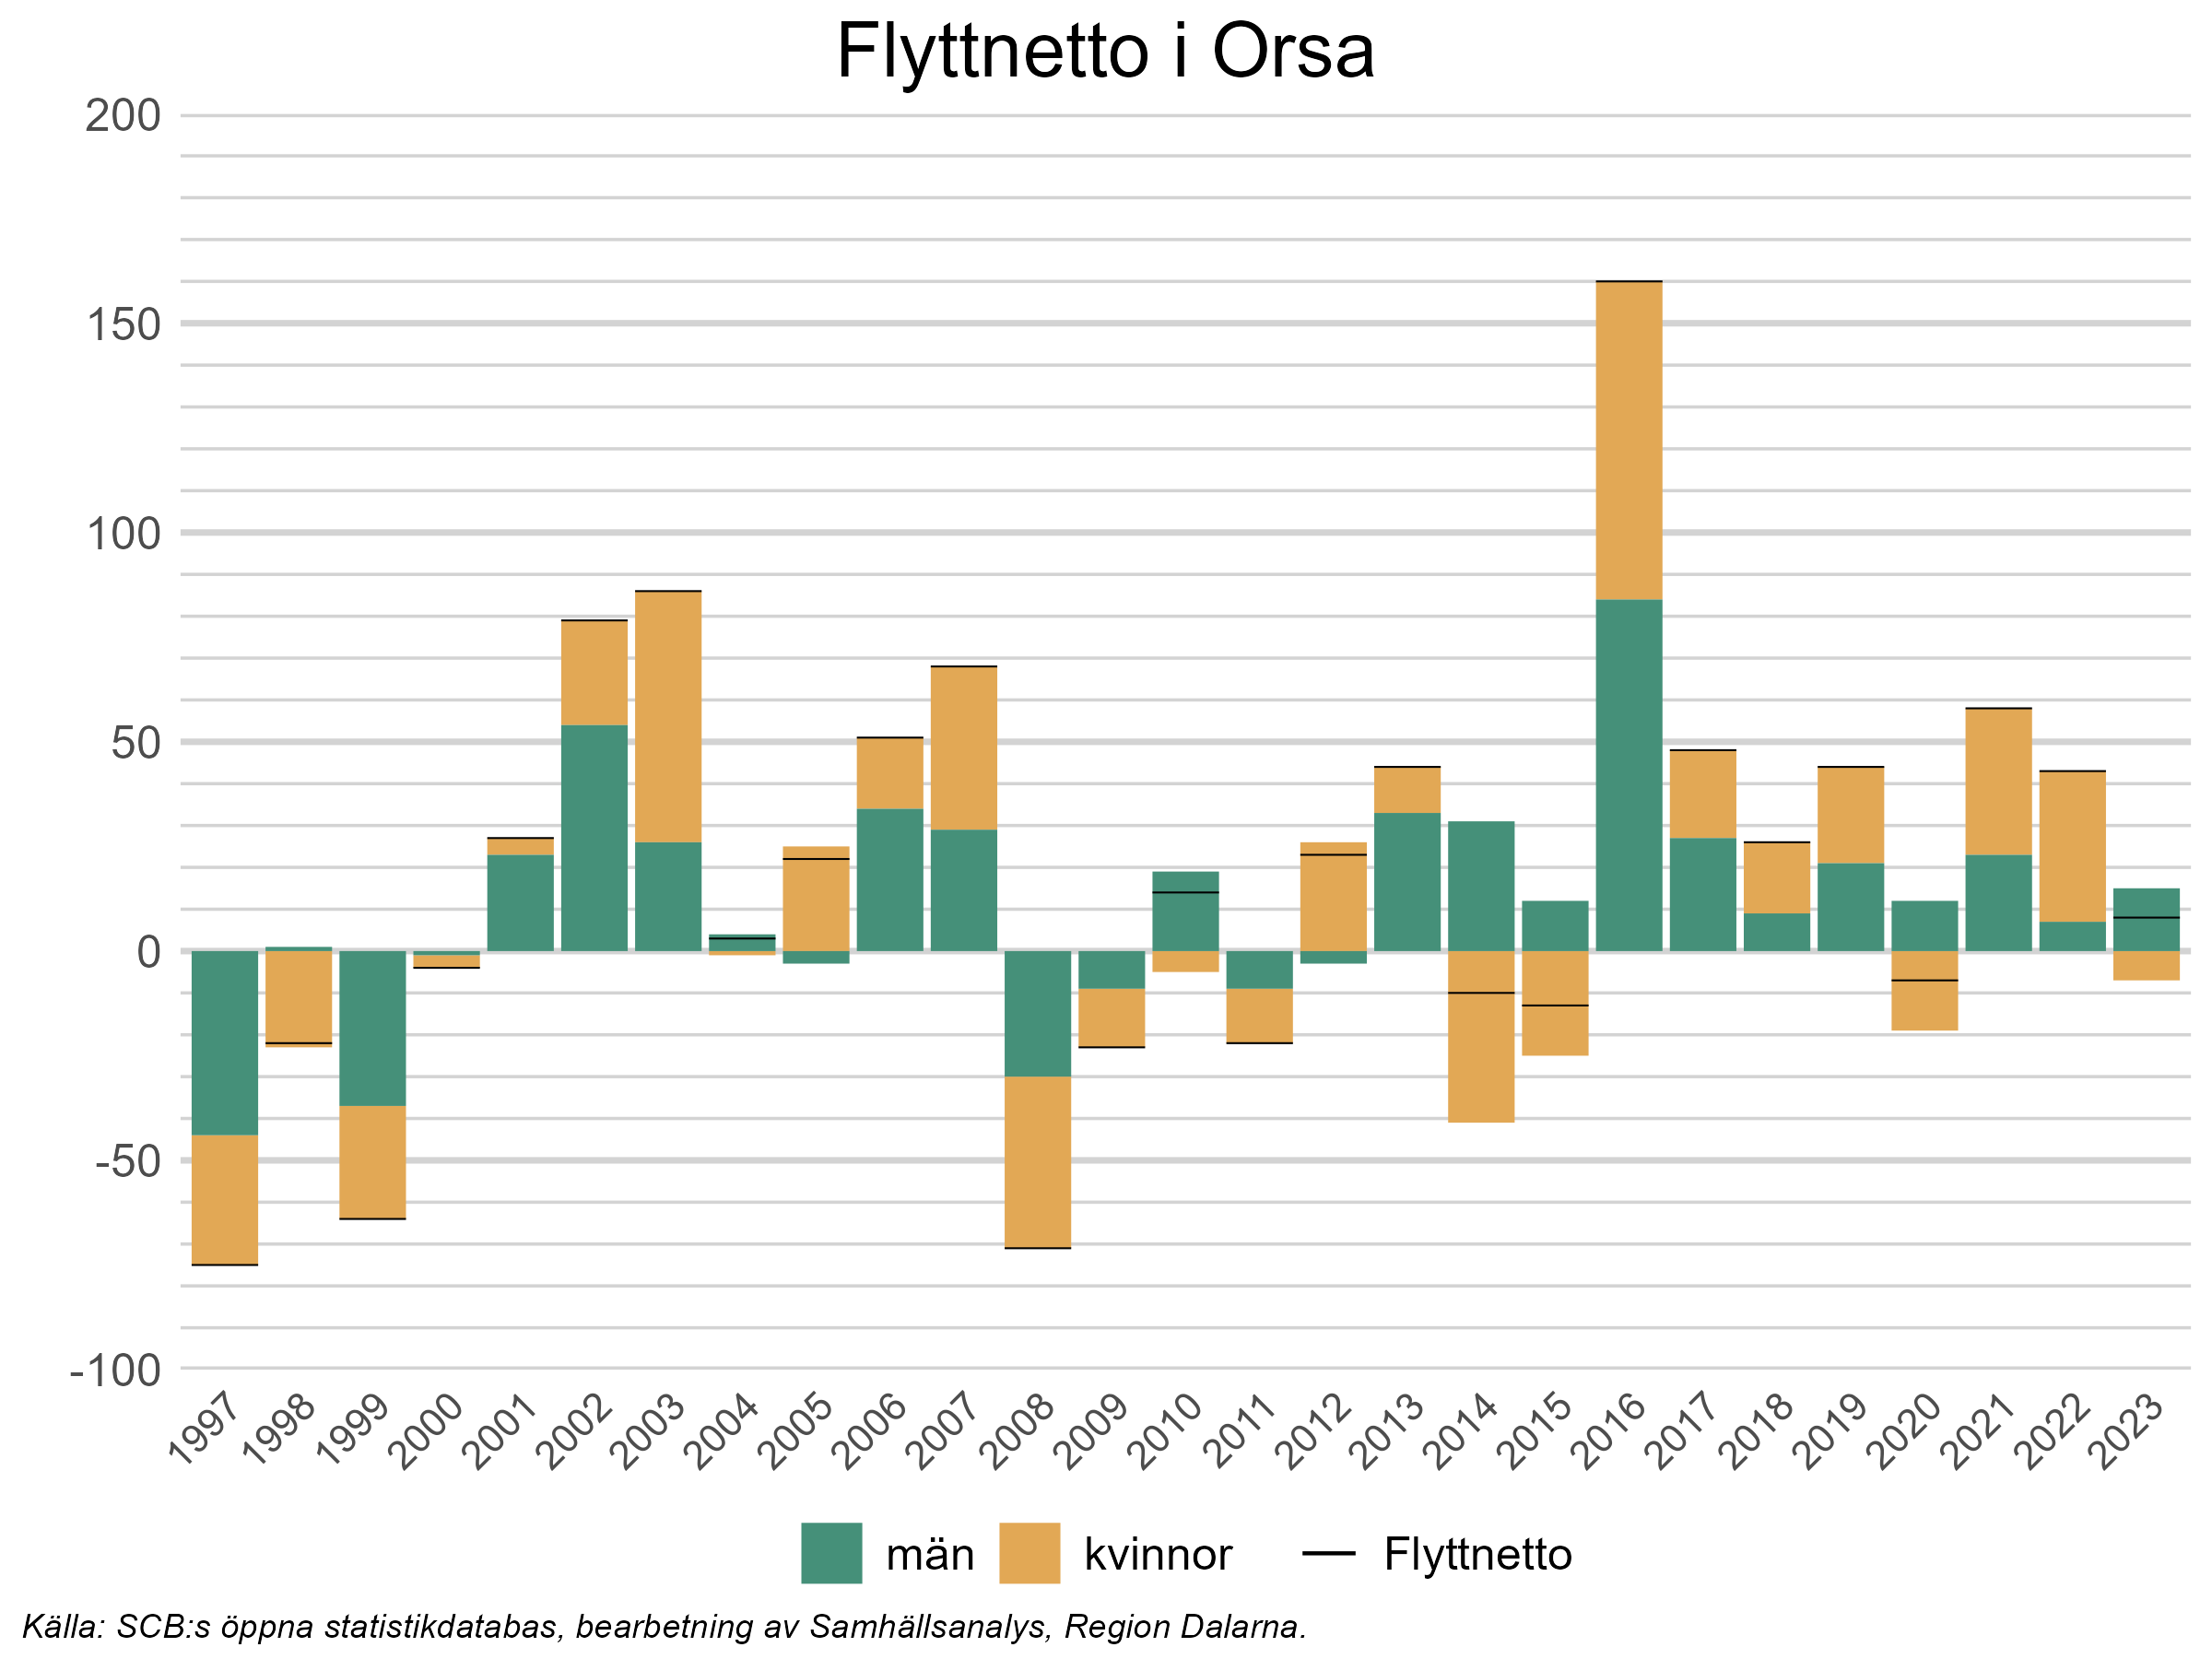 Flyttnetto i Orsa
200
150
100
50
0
-50
-100
1997 1998 1999 2000 2001 2002 2003 2004 2005 2006 2007 2008 2009 2010 2011 2012 2013 2014 2015 2016 2017 2018 2019 2020 2021 2022 2023
män kvinnor Flyttnetto
Källa: SCB:s öppna statistikdatabas, bearbetning av Samhällsanalys, Region Dalarna.